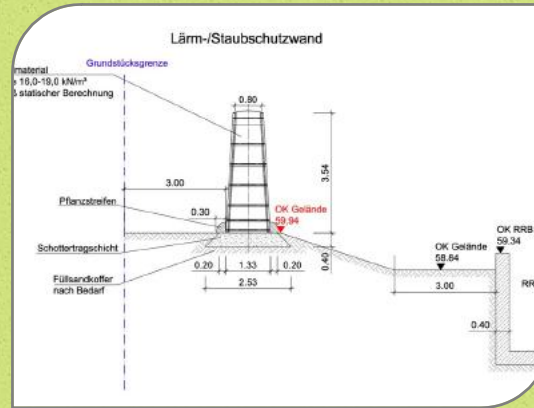 Lärm-/Staubschutzwand
Grundstücksgrenze
material
16,0-19,0 kN/m³
statischer Berechnung
0.80
3.54
3.00
Pflanzstreifen
0.30
OK Gelände
59.94
OK RRB
59.34
Schottertragschicht
OK Gelände
58.84
0.40
0.20
1.33
0.20
3.00
Füllsandkoffer
nach Bedarf
2.53
0.40